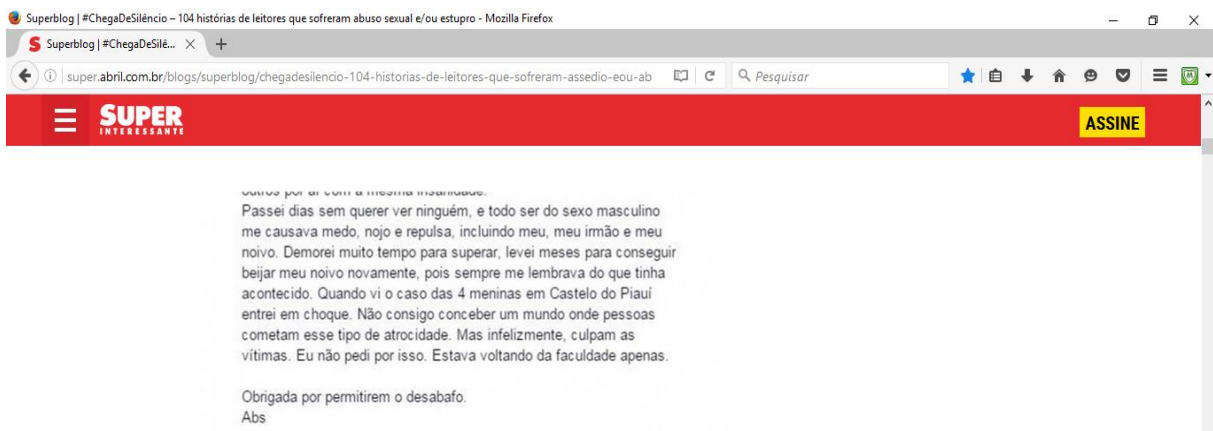 Superblog | #ChegaDeSilêncio – 104 histórias de leitores que sofreram abuso sexual e/ou estupro - Mozilla Firefox
Superblog | #ChegaDeSilê...
super.abril.com.br/blogs/superblog/chegadesilencio-104-historias-de-leitores-que-sofreram-assedio-eou-ab
Pesquisar
SUPER
INTERESSANTE
ASSINE
outros por aí com a mesma insanidade.
Passei dias sem querer ver ninguém, e todo ser do sexo masculino
me causava medo, nojo e repulsa, incluindo meu, meu irmão e meu
noivo. Demorei muito tempo para superar, levei meses para conseguir
beijar meu noivo novamente, pois sempre me lembrava do que tinha
acontecido. Quando vi o caso das 4 meninas em Castelo do Piauí
entrei em choque. Não consigo conceber um mundo onde pessoas
cometam esse tipo de atrocidade. Mas infelizmente, culpam as
vítimas. Eu não pedi por isso. Estava voltando da faculdade apenas.
Obrigada por permitirem o desabafo.
Abs